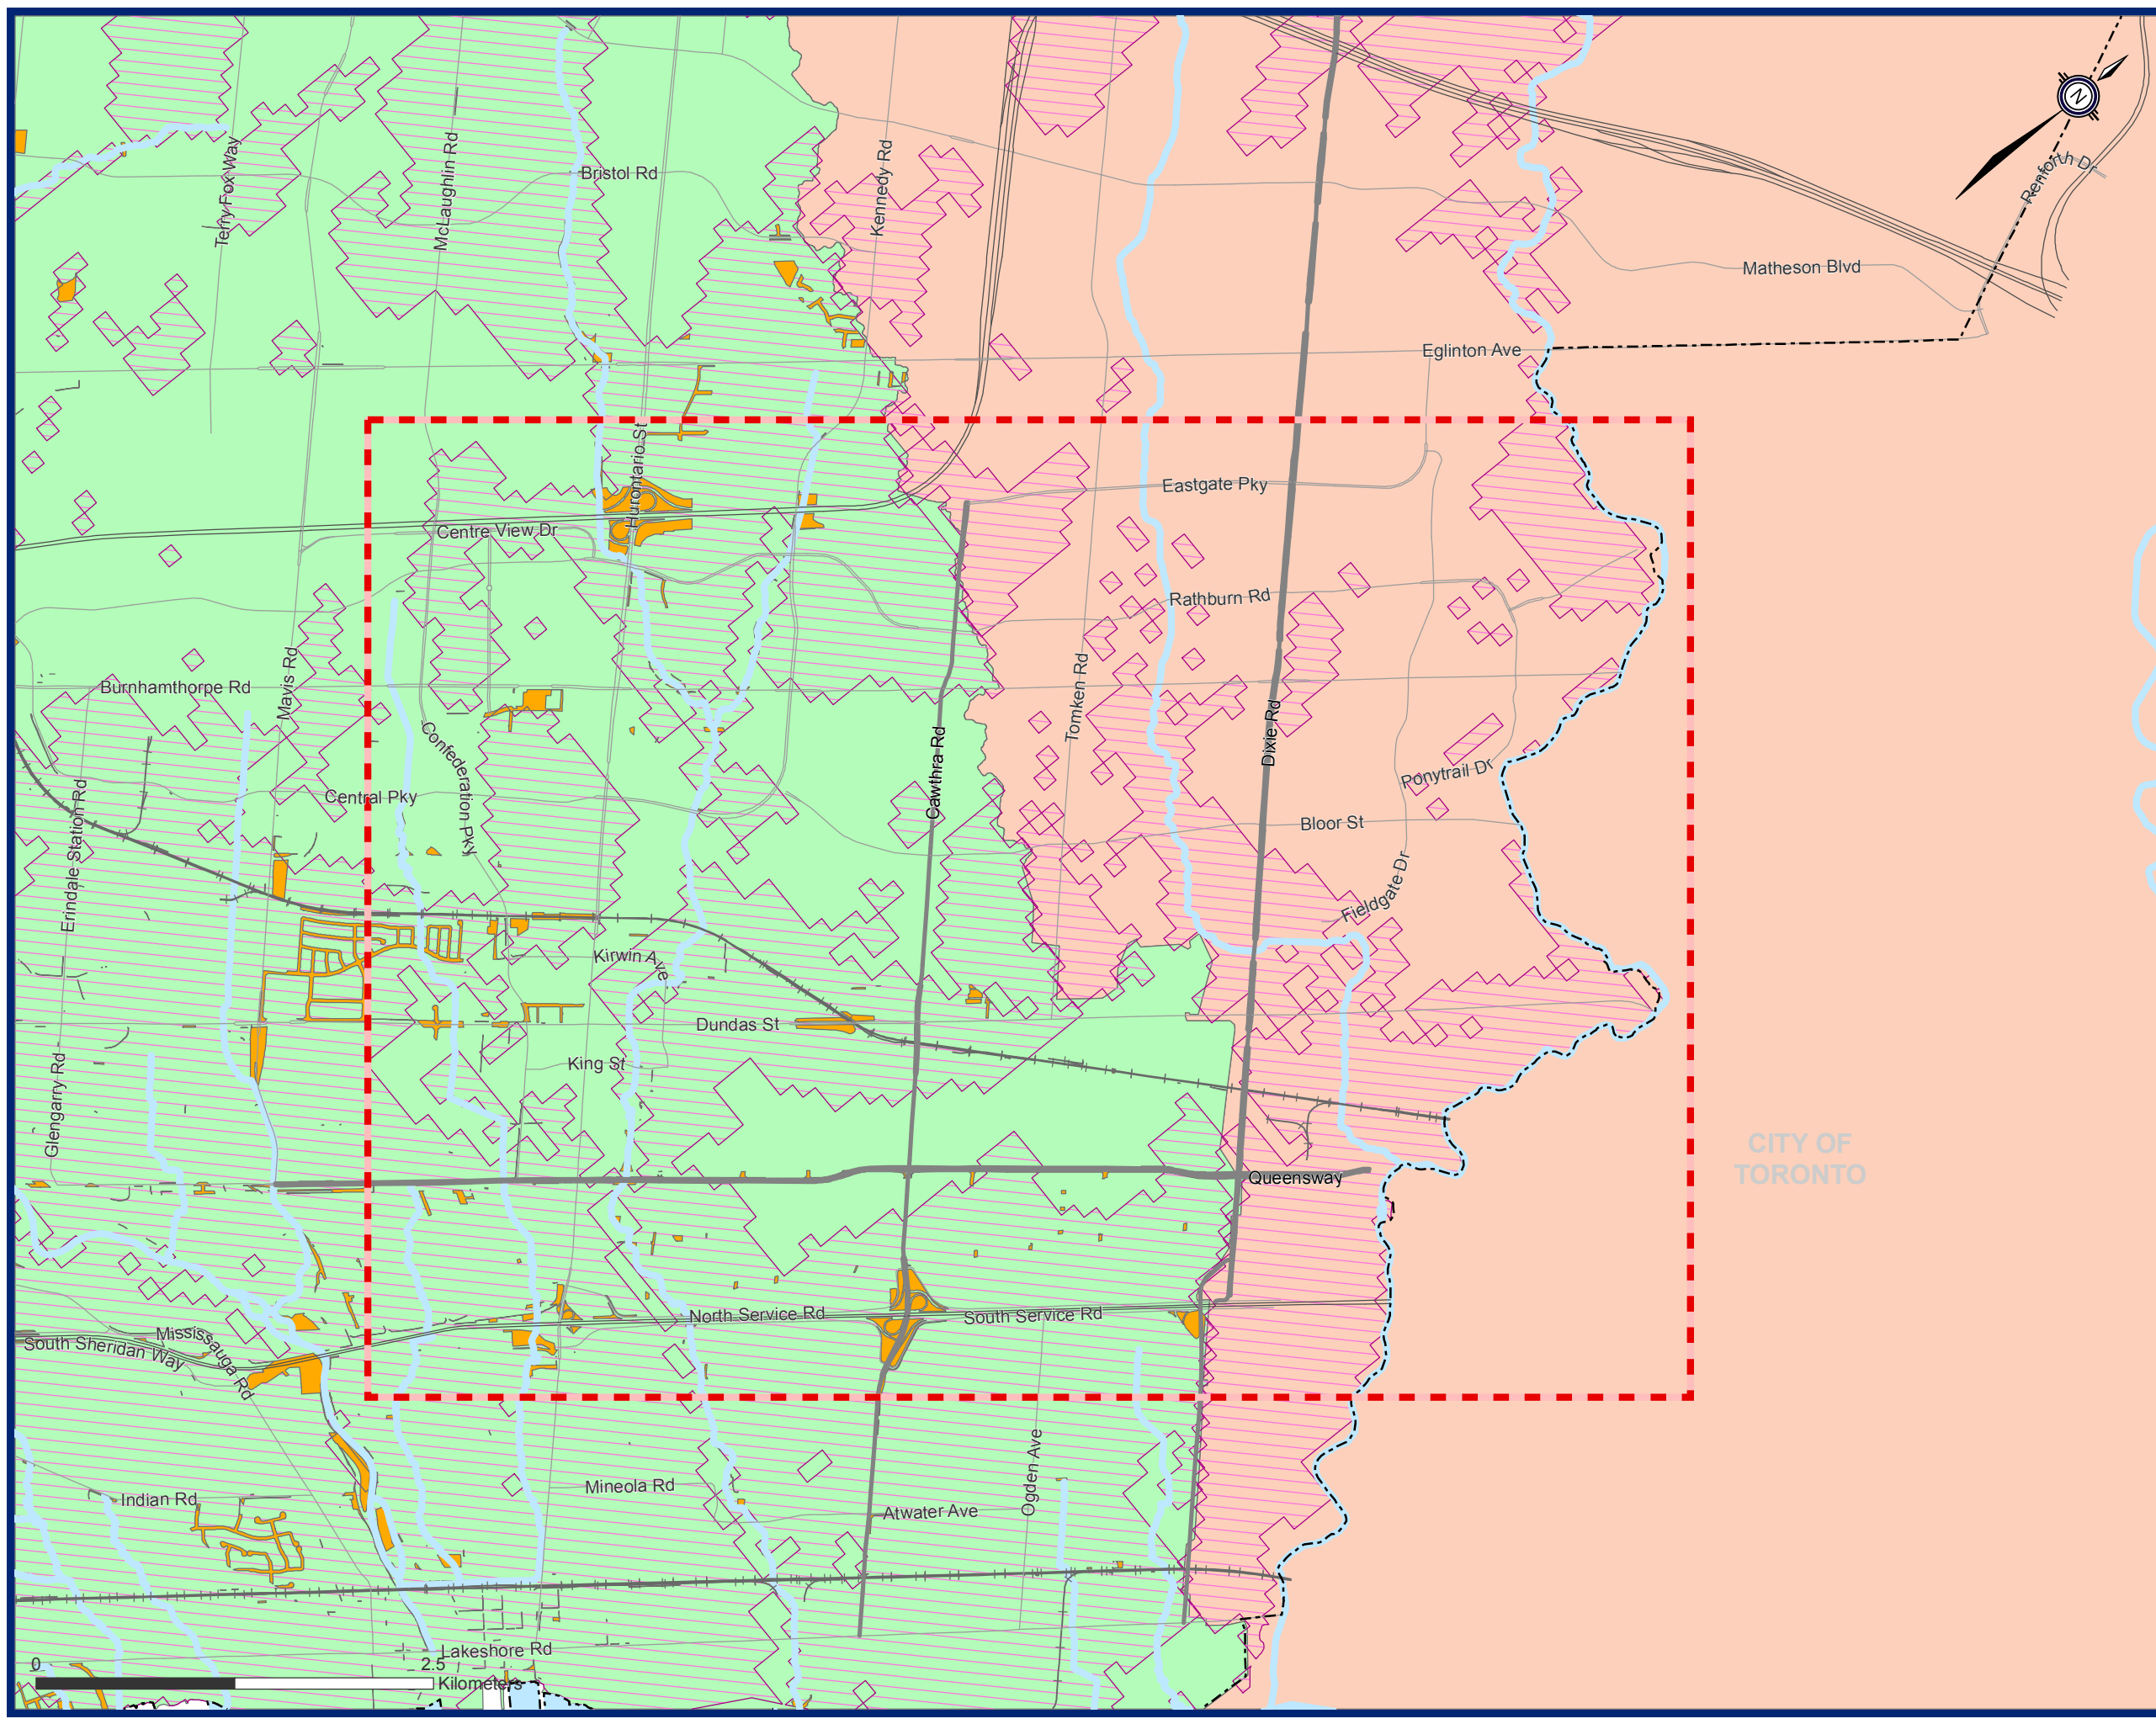 N
Renforth Dr
Kennedy Rd
McLaughlin Rd
Terry Fox Way
Bristol Rd
Matheson Blvd
Eglinton Ave
Hurontario St
Eastgate Pky
Centre View Dr
Rathburn Rd
Mavis Rd
Tomken Rd
Burnhamthorpe Rd
Dixie Rd
Confederation Pky
Cawthra Rd
Ponytrail Dr
Central Pky
Erindale Station Rd
Bloor St
Fieldgate Dr
Kirwin Ave
Dundas St
King St
Glengarry Rd
CITY OF
TORONTO
Queensway
North Service Rd
South Service Rd
Mississauga Rd
South Sheridan Way
Ogden Ave
Mineola Rd
Indian Rd
Atwater Ave
Lakeshore Rd
0 2.5
Kilometers